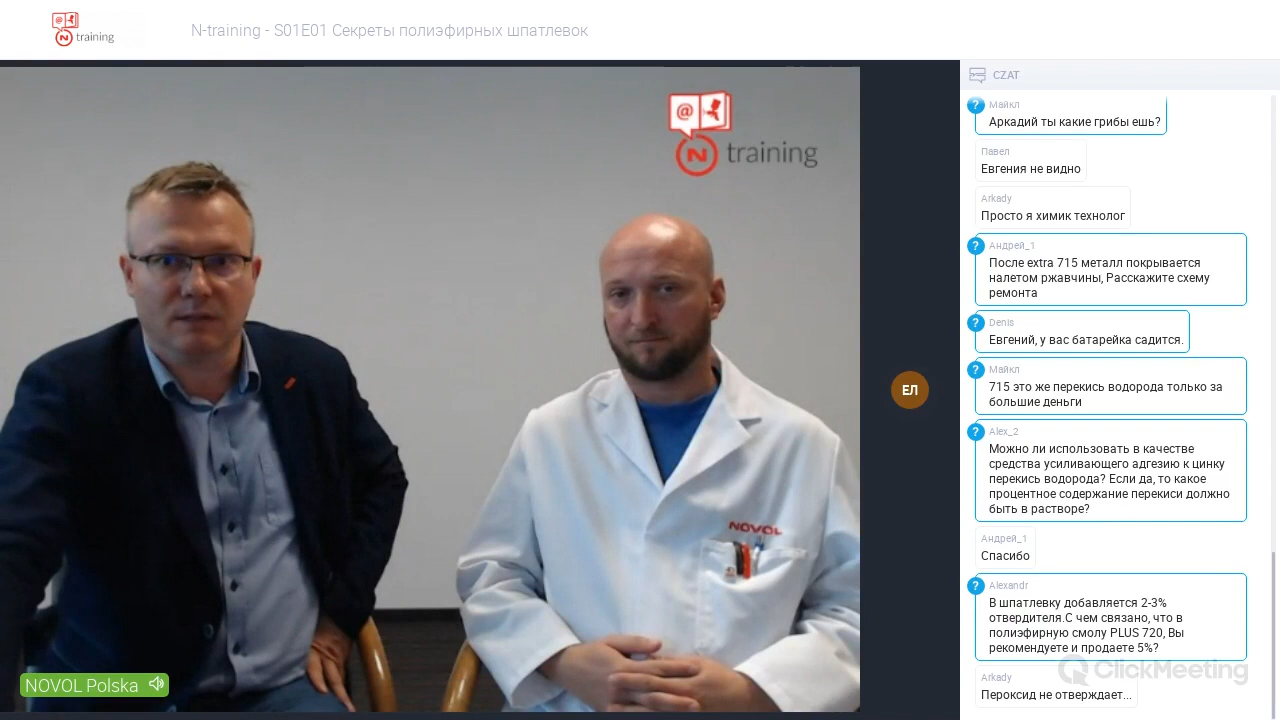 @
N training
N-training - S01E01 Секреты полиэфирных шпатлевок
@
N training
NOVOL
NOVOL Polska
ЕЛ
CZAT
? Майкл
Аркадий ты какие грибы ешь?
Павел
Евгения не видно
Arkady
Просто я химик технолог
? Андрей_1
После extra 715 металл покрывается
налетом ржавчины, Расскажите схему
ремонта
? Denis
Евгений, у вас батарейка садится.
? Майкл
715 это же перекись водорода только за
большие деньги
? Alex_2
Можно ли использовать в качестве
средства усиливающего адгезию к цинку
перекись водорода? Если да, то какое
процентное содержание перекиси должно
быть в растворе?
Андрей_1
Спасибо
? Alexandr
В шпатлевку добавляется 2-3%
отвердителя.С чем связано, что в
полиэфирную смолу PLUS 720, Вы
рекомендуете и продаете 5%?
ClickMeeting
Arkady
Пероксид не отверждает...